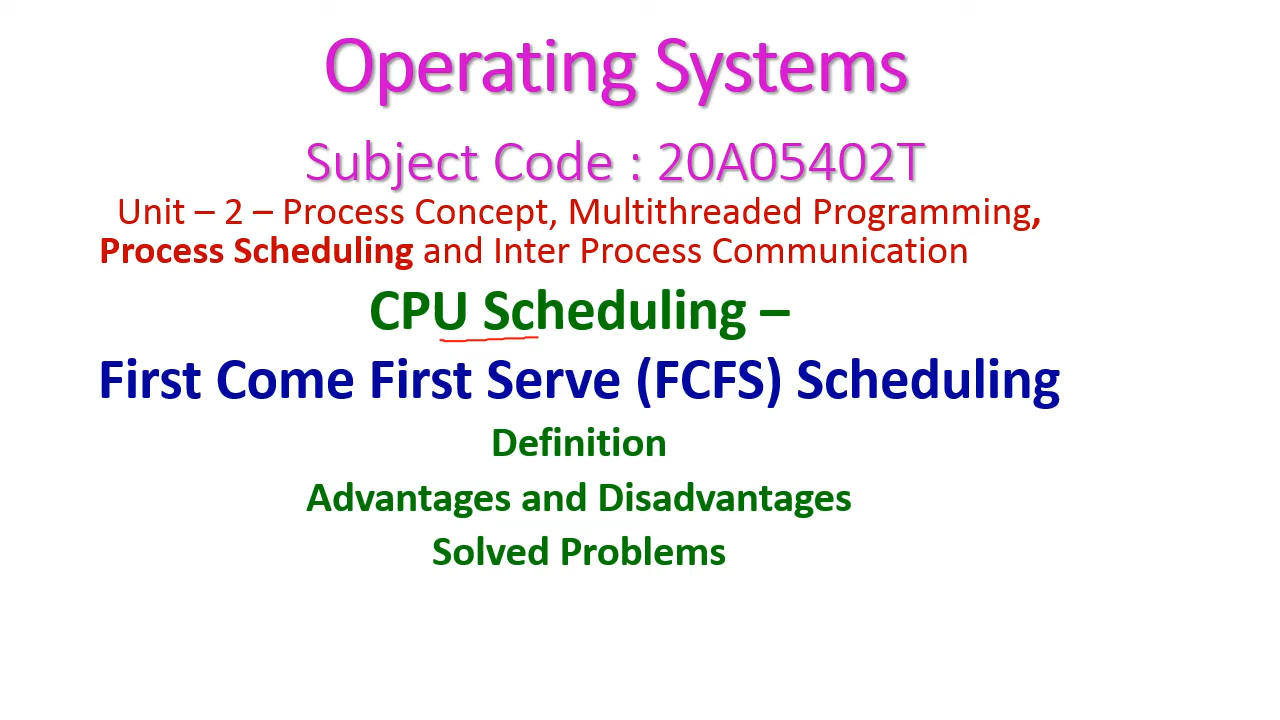 Operating Systems
Subject Code : 20A05402T
Unit – 2 – Process Concept, Multithreaded Programming,
Process Scheduling and Inter Process Communication
CPU Scheduling –
First Come First Serve (FCFS) Scheduling
Definition
Advantages and Disadvantages
Solved Problems